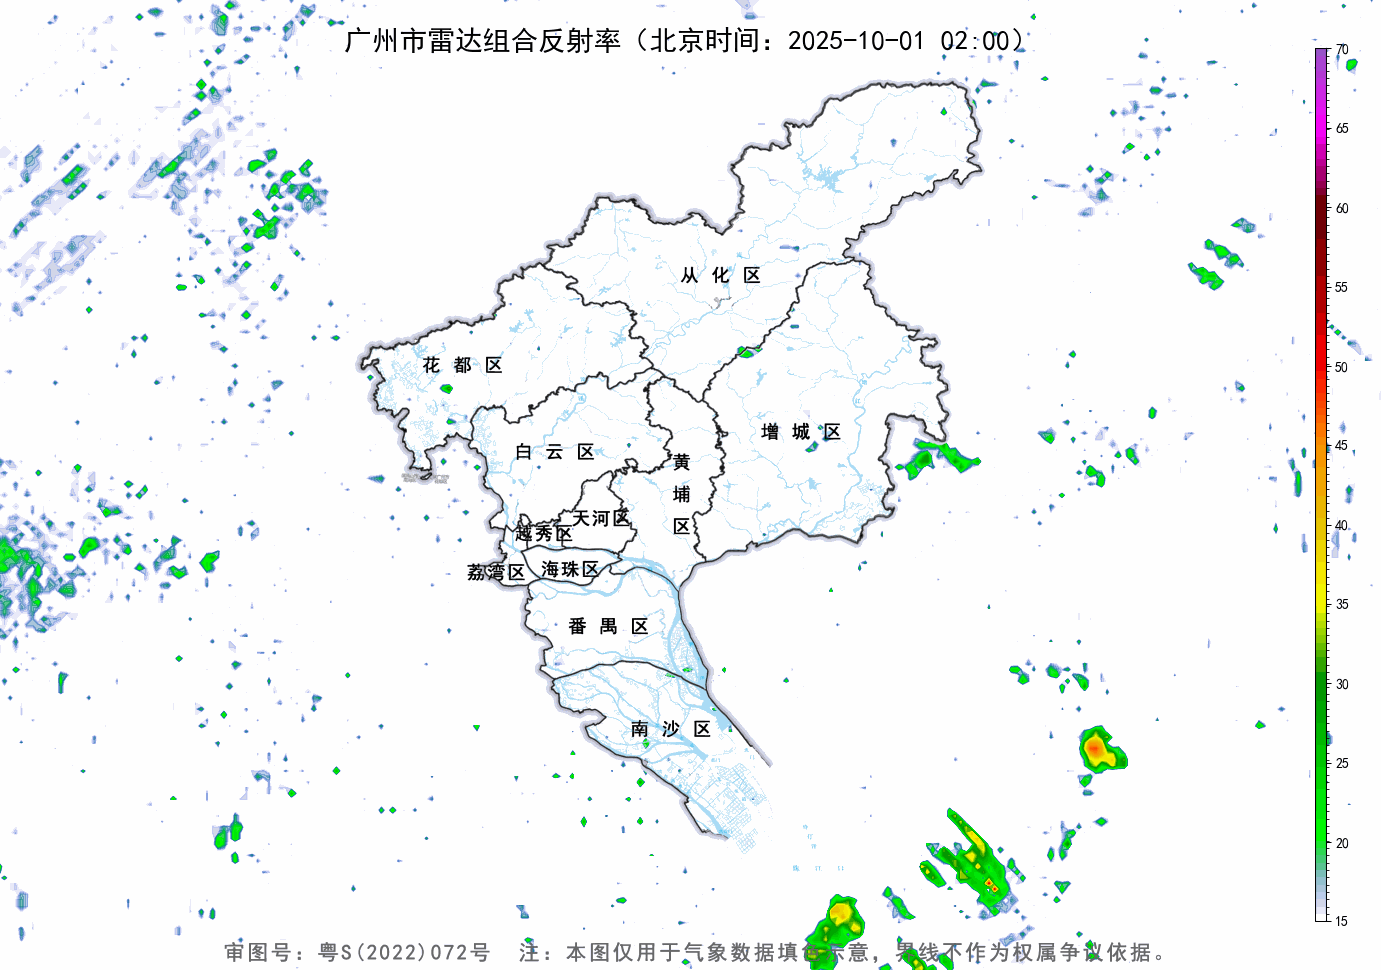 广州市雷达组合反射率（北京时间：2025-10-01 02:00）
70
65
60
55
50
45
40
35
30
25
20
15
从化区
花都区
增城区
白云区
黄埔区
天河区
越秀区
海珠区
荔湾区
番禺区
南沙区
审图号：粤S(2022)072号 注：本图仅用于气象数据填色示意，界线不作为权属争议依据。